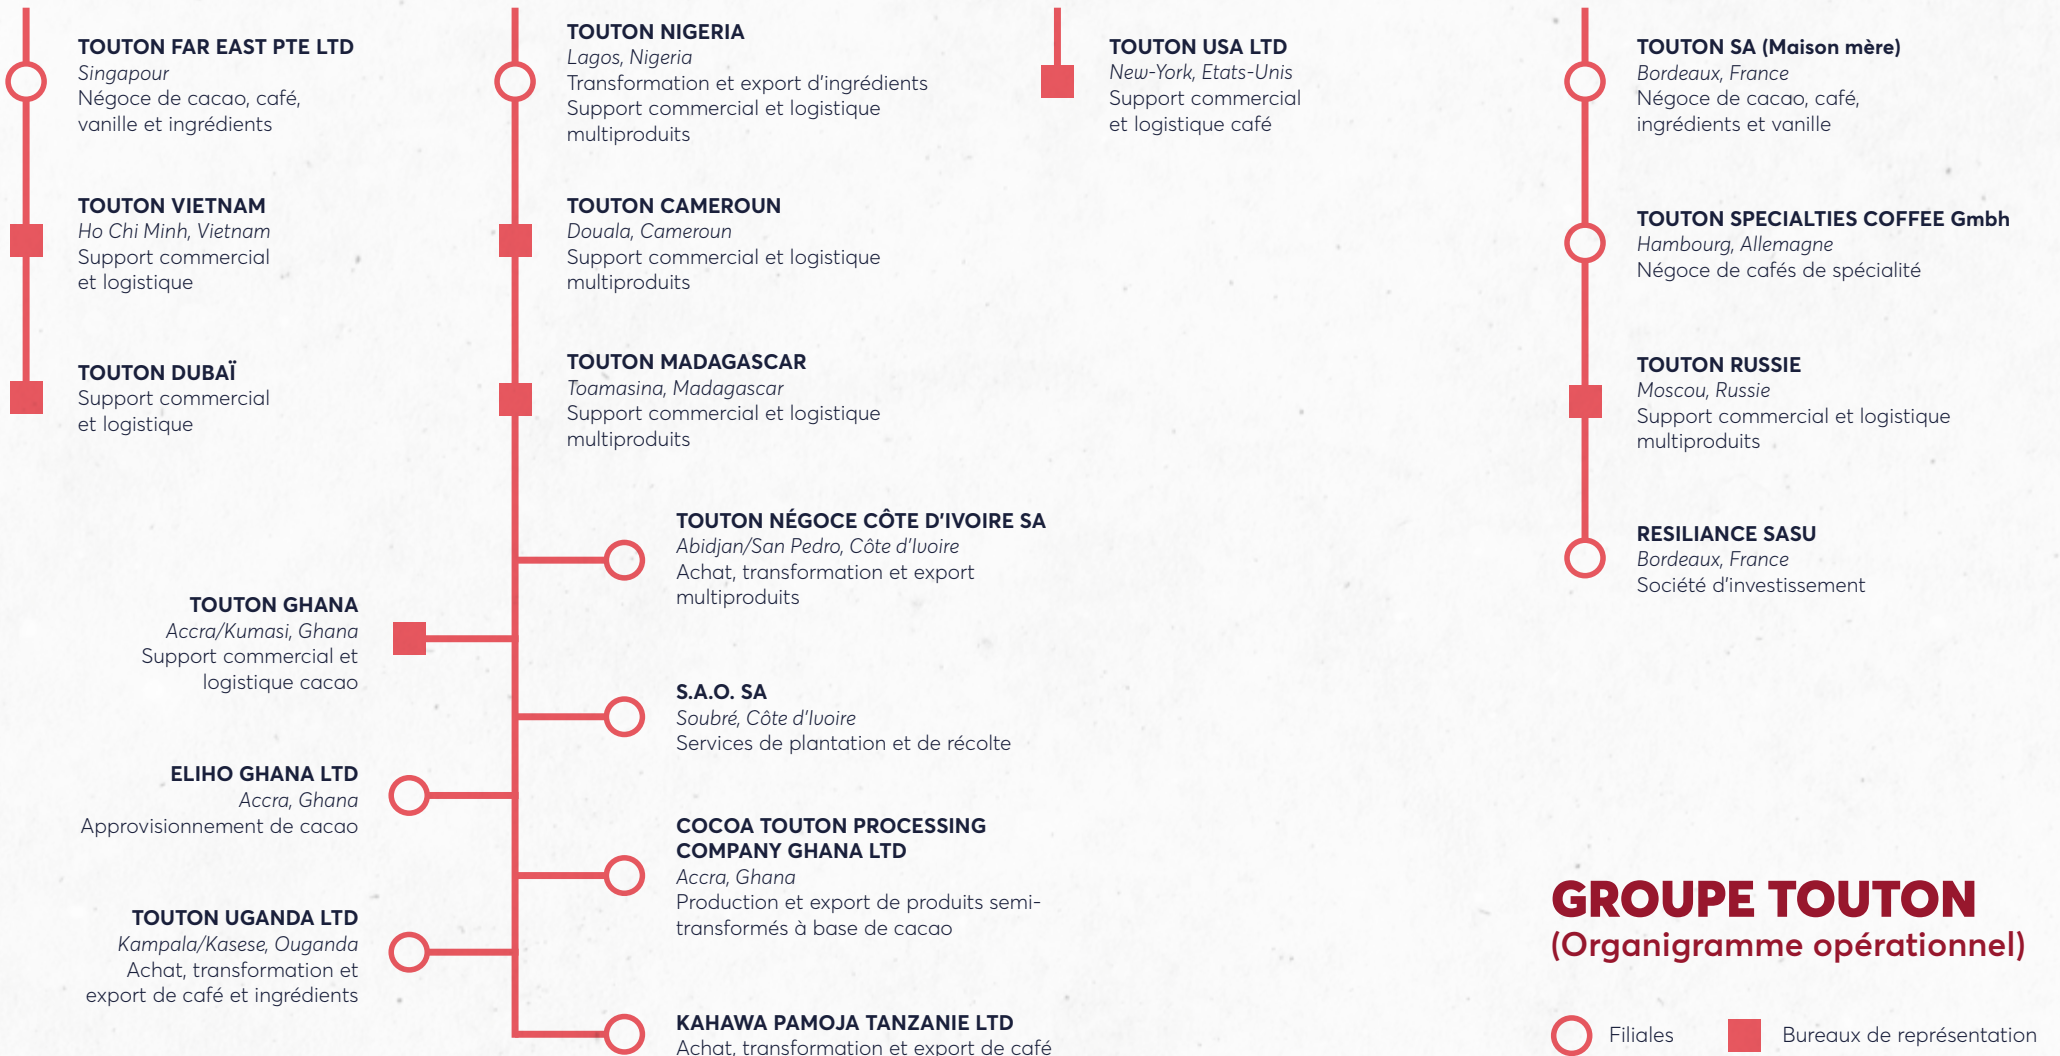 TOUTON FAR EAST PTE LTD
Singapour
Négoce de cacao, café,
vanille et ingrédients
TOUTON VIETNAM
Ho Chi Minh, Vietnam
Support commercial
et logistique
TOUTON DUBAÏ
Support commercial
et logistique
TOUTON NIGERIA
Lagos, Nigeria
Transformation et export d'ingrédients
Support commercial et logistique
multiproduits
TOUTON CAMEROUN
Douala, Cameroun
Support commercial et logistique
multiproduits
TOUTON MADAGASCAR
Toamasina, Madagascar
Support commercial et logistique
multiproduits
TOUTON NÉGOCE CÔTE D'IVOIRE SA
Abidjan/San Pedro, Côte d'Ivoire
Achat, transformation et export
multiproduits
TOUTON GHANA
Accra/Kumasi, Ghana
Support commercial et
logistique cacao
S.A.O. SA
Soubré, Côte d'Ivoire
Services de plantation et de récolte
ELIHO GHANA LTD
Accra, Ghana
Approvisionnement de cacao
COCOA TOUTON PROCESSING
COMPANY GHANA LTD
Accra, Ghana
Production et export de produits semi-
transformés à base de cacao
TOUTON UGANDA LTD
Kampala/Kasese, Ouganda
Achat, transformation et
export de café et ingrédients
KAHAWA PAMOJA TANZANIE LTD
Achat, transformation et export de café
TOUTON USA LTD
New-York, Etats-Unis
Support commercial
et logistique café
TOUTON SA (Maison mère)
Bordeaux, France
Négoce de cacao, café,
ingrédients et vanille
TOUTON SPECIALTIES COFFEE Gmbh
Hambourg, Allemagne
Négoce de cafés de spécialité
TOUTON RUSSIE
Moscou, Russie
Support commercial et logistique
multiproduits
RESILIANCE SASU
Bordeaux, France
Société d'investissement
GROUPE TOUTON
(Organigramme opérationnel)
Filiales
Bureaux de représentation